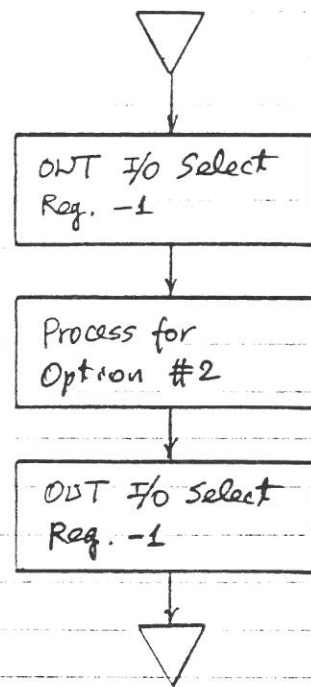 OUT I/O Select
Reg. -1
Process for
Option #2
OUT I/O Select
Reg. -1